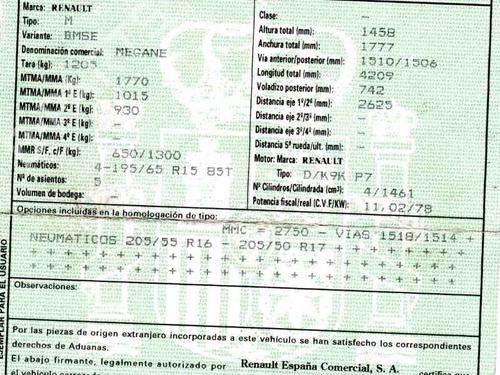 Marca: RENAULT
Tipo: M
Variante: BMSE
Denominación comercial: MEGANE
Tara (kg): 1205
MTMA/MMA (Kg): 1770
MTMA/MMA 1º E (kg): 1015
MTMA/MMA 2º E (kg): 930
MTMA/MMA 3º E (kg): -
MTMA/MMA 4º E (kg): -
MMR S/F. c/F (kg): 650/1300
Neumáticos: 4-195/65 R15 85T
Nº de asientos: 5
Volumen de bodega: -
Clase: -
Altura total (mm): 1458
Anchura total (mm): 1777
Vía anterior/posterior (mm): 1510/1506
Longitud total (mm): 4209
Voladizo posterior (mm): 742
Distancia eje 1º/2º (mm): 2625
Distancia eje 2º/3º (mm): -
Distancia eje 3º/4º (mm): -
Distancia 5ª rueda/ult. (mm): -
Motor: Marca: RENAULT
Tipo: D/K9K P7
Nº Cilindros/Cilindrada (cm³): 4/1461
Potencia fiscal/real (C.V.F/KW): 11,02/78
Opciones incluidas en la homologación de tipo:
MMC = 2750 - VIAS 1518/1514 +
NEUMATICOS 205/55 R16 - 205/50 R17 + + + + + + + +
+ + + + + + + + + + + + + + + + + + + + + + +
+ + + + + + + + + + + + + + + + + + + + + + +
Observaciones:
Por las piezas de origen extranjero incorporadas a este vehículo se han satisfecho los correspondientes
derechos de Aduanas.
El abajo firmante, legalmente autorizado por Renault España Comercial, S. A.
EJEMPLAR PARA EL USUARIO